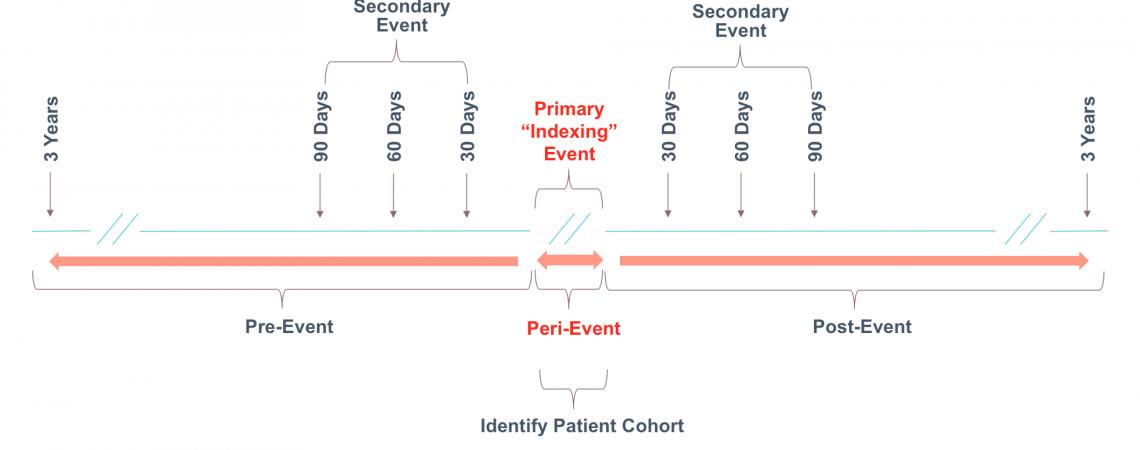 Secondary
Event
Secondary
Event
3 Years
90 Days
60 Days
30 Days
Primary
“Indexing”
Event
30 Days
60 Days
90 Days
3 Years
Pre-Event
Peri-Event
Post-Event
Identify Patient Cohort